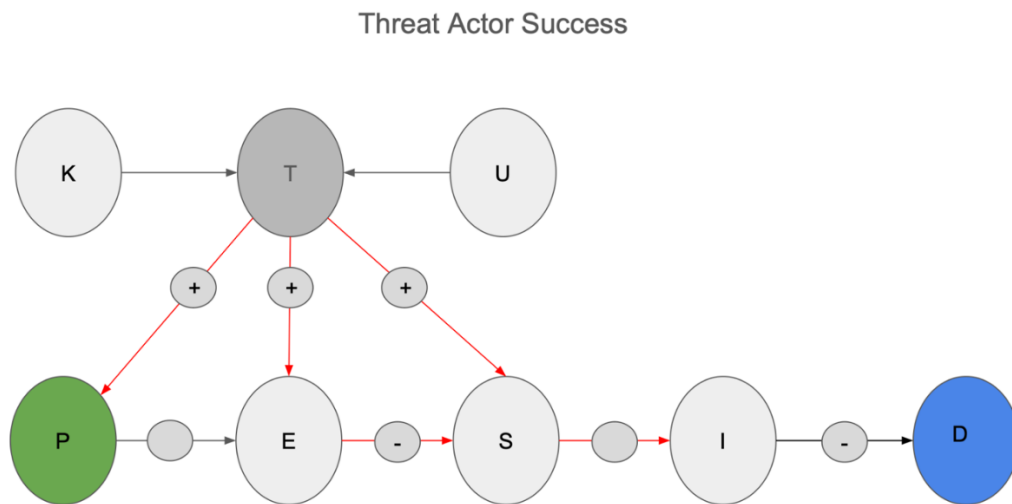 Threat Actor Success
K
T
U
+
+
+
P
E
-
S
I
-
D